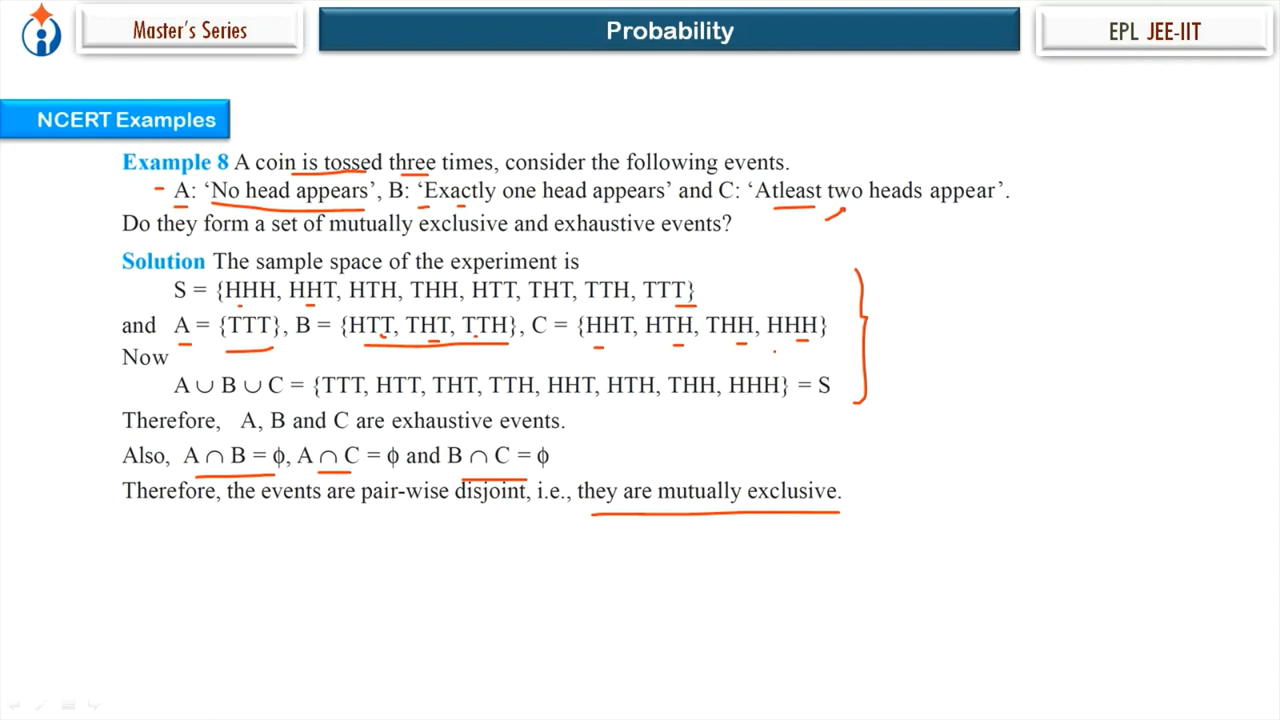 Master's Series
Probability
EPL JEE-IIT
NCERT Examples
Example 8 A coin is tossed three times, consider the following events.
A: ‘No head appears’, B: ‘Exactly one head appears’ and C: ‘Atleast two heads appear’.
Do they form a set of mutually exclusive and exhaustive events?
Solution The sample space of the experiment is
S = {HHH, HHT, HTH, THH, HTT, THT, TTH, TTT}
and A = {TTT}, B = {HTT, THT, TTH}, C = {HHT, HTH, THH, HHH}
Now
A ∪ B ∪ C = {TTT, HTT, THT, TTH, HHT, HTH, THH, HHH} = S
Therefore, A, B and C are exhaustive events.
Also, A ∩ B = ϕ, A ∩ C = ϕ and B ∩ C = ϕ
Therefore, the events are pair-wise disjoint, i.e., they are mutually exclusive.